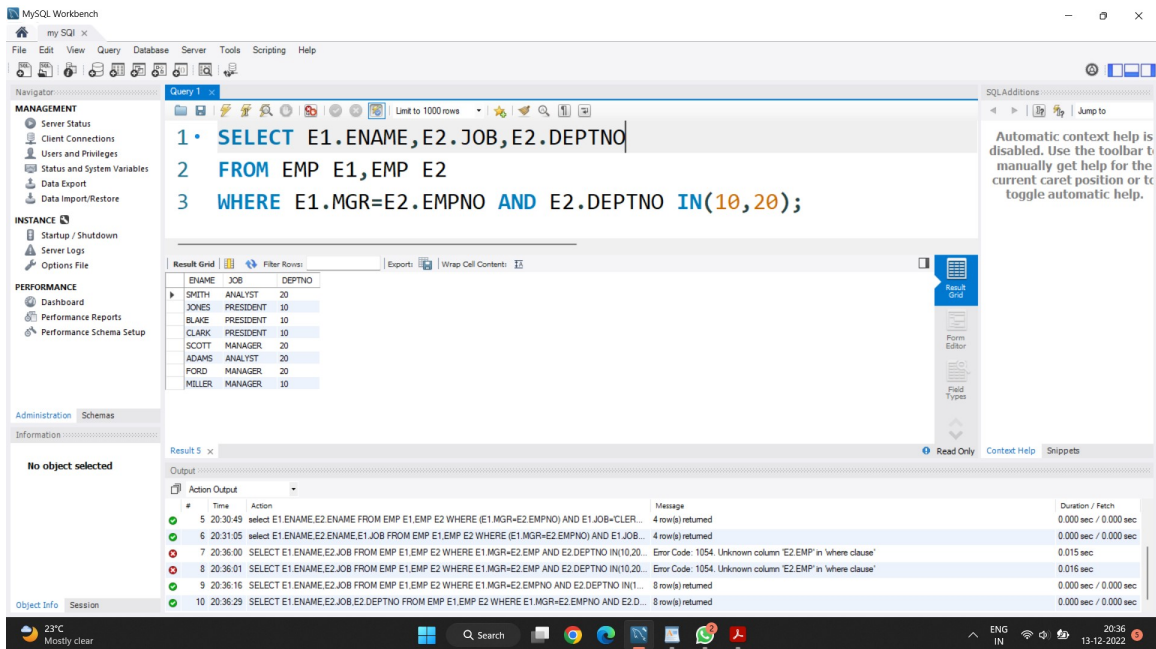 MySQL Workbench
my SQl ×
File Edit View Query Database Server Tools Scripting Help
Navigator
MANAGEMENT
Server Status
Client Connections
Users and Privileges
Status and System Variables
Data Export
Data Import/Restore
INSTANCE
Startup / Shutdown
Server Logs
Options File
PERFORMANCE
Dashboard
Performance Reports
Performance Schema Setup
Administration Schemas
Information
No object selected
Object Info Session
Query 1 ×
Limit to 1000 rows
1 SELECT E1.ENAME,E2.JOB,E2.DEPTNO
2 FROM EMP E1,EMP E2
3 WHERE E1.MGR=E2.EMPNO AND E2.DEPTNO IN(10,20);
Result Grid Filter Rows: Export: Wrap Cell Content:
ENAME JOB DEPTNO
SMITH ANALYST 20
JONES PRESIDENT 10
BLAKE PRESIDENT 10
CLARK PRESIDENT 10
SCOTT MANAGER 20
ADAMS ANALYST 20
FORD MANAGER 20
MILLER MANAGER 10
Result Grid
Form Editor
Field Types
Result 5 ×
Read Only
SQLAdditions
Jump to
Automatic context help is
disabled. Use the toolbar to
manually get help for the
current caret position or to
toggle automatic help.
Context Help Snippets
Output
Action Output
# Time Action Message Duration / Fetch
5 20:30:49 select E1.ENAME,E2.ENAME FROM EMP E1,EMP E2 WHERE (E1.MGR=E2.EMPNO) AND E1.JOB='CLER... 4 row(s) returned 0.000 sec / 0.000 sec
6 20:31:05 select E1.ENAME,E2.ENAME,E1.JOB FROM EMP E1,EMP E2 WHERE (E1.MGR=E2.EMPNO) AND E1.JOB... 4 row(s) returned 0.000 sec / 0.000 sec
7 20:36:00 SELECT E1.ENAME,E2.JOB FROM EMP E1,EMP E2 WHERE E1.MGR=E2.EMP AND E2.DEPTNO IN(10,20... Error Code: 1054. Unknown column 'E2.EMP' in 'where clause' 0.015 sec
8 20:36:01 SELECT E1.ENAME,E2.JOB FROM EMP E1,EMP E2 WHERE E1.MGR=E2.EMP AND E2.DEPTNO IN(10,20... Error Code: 1054. Unknown column 'E2.EMP' in 'where clause' 0.016 sec
9 20:36:16 SELECT E1.ENAME,E2.JOB FROM EMP E1,EMP E2 WHERE E1.MGR=E2.EMPNO AND E2.DEPTNO IN(1... 8 row(s) returned 0.000 sec / 0.000 sec
10 20:36:29 SELECT E1.ENAME,E2.JOB,E2.DEPTNO FROM EMP E1,EMP E2 WHERE E1.MGR=E2.EMPNO AND E2.D... 8 row(s) returned 0.000 sec / 0.000 sec
23°C
Mostly clear
Search
2
ENG
IN
20:36
13-12-2022
5